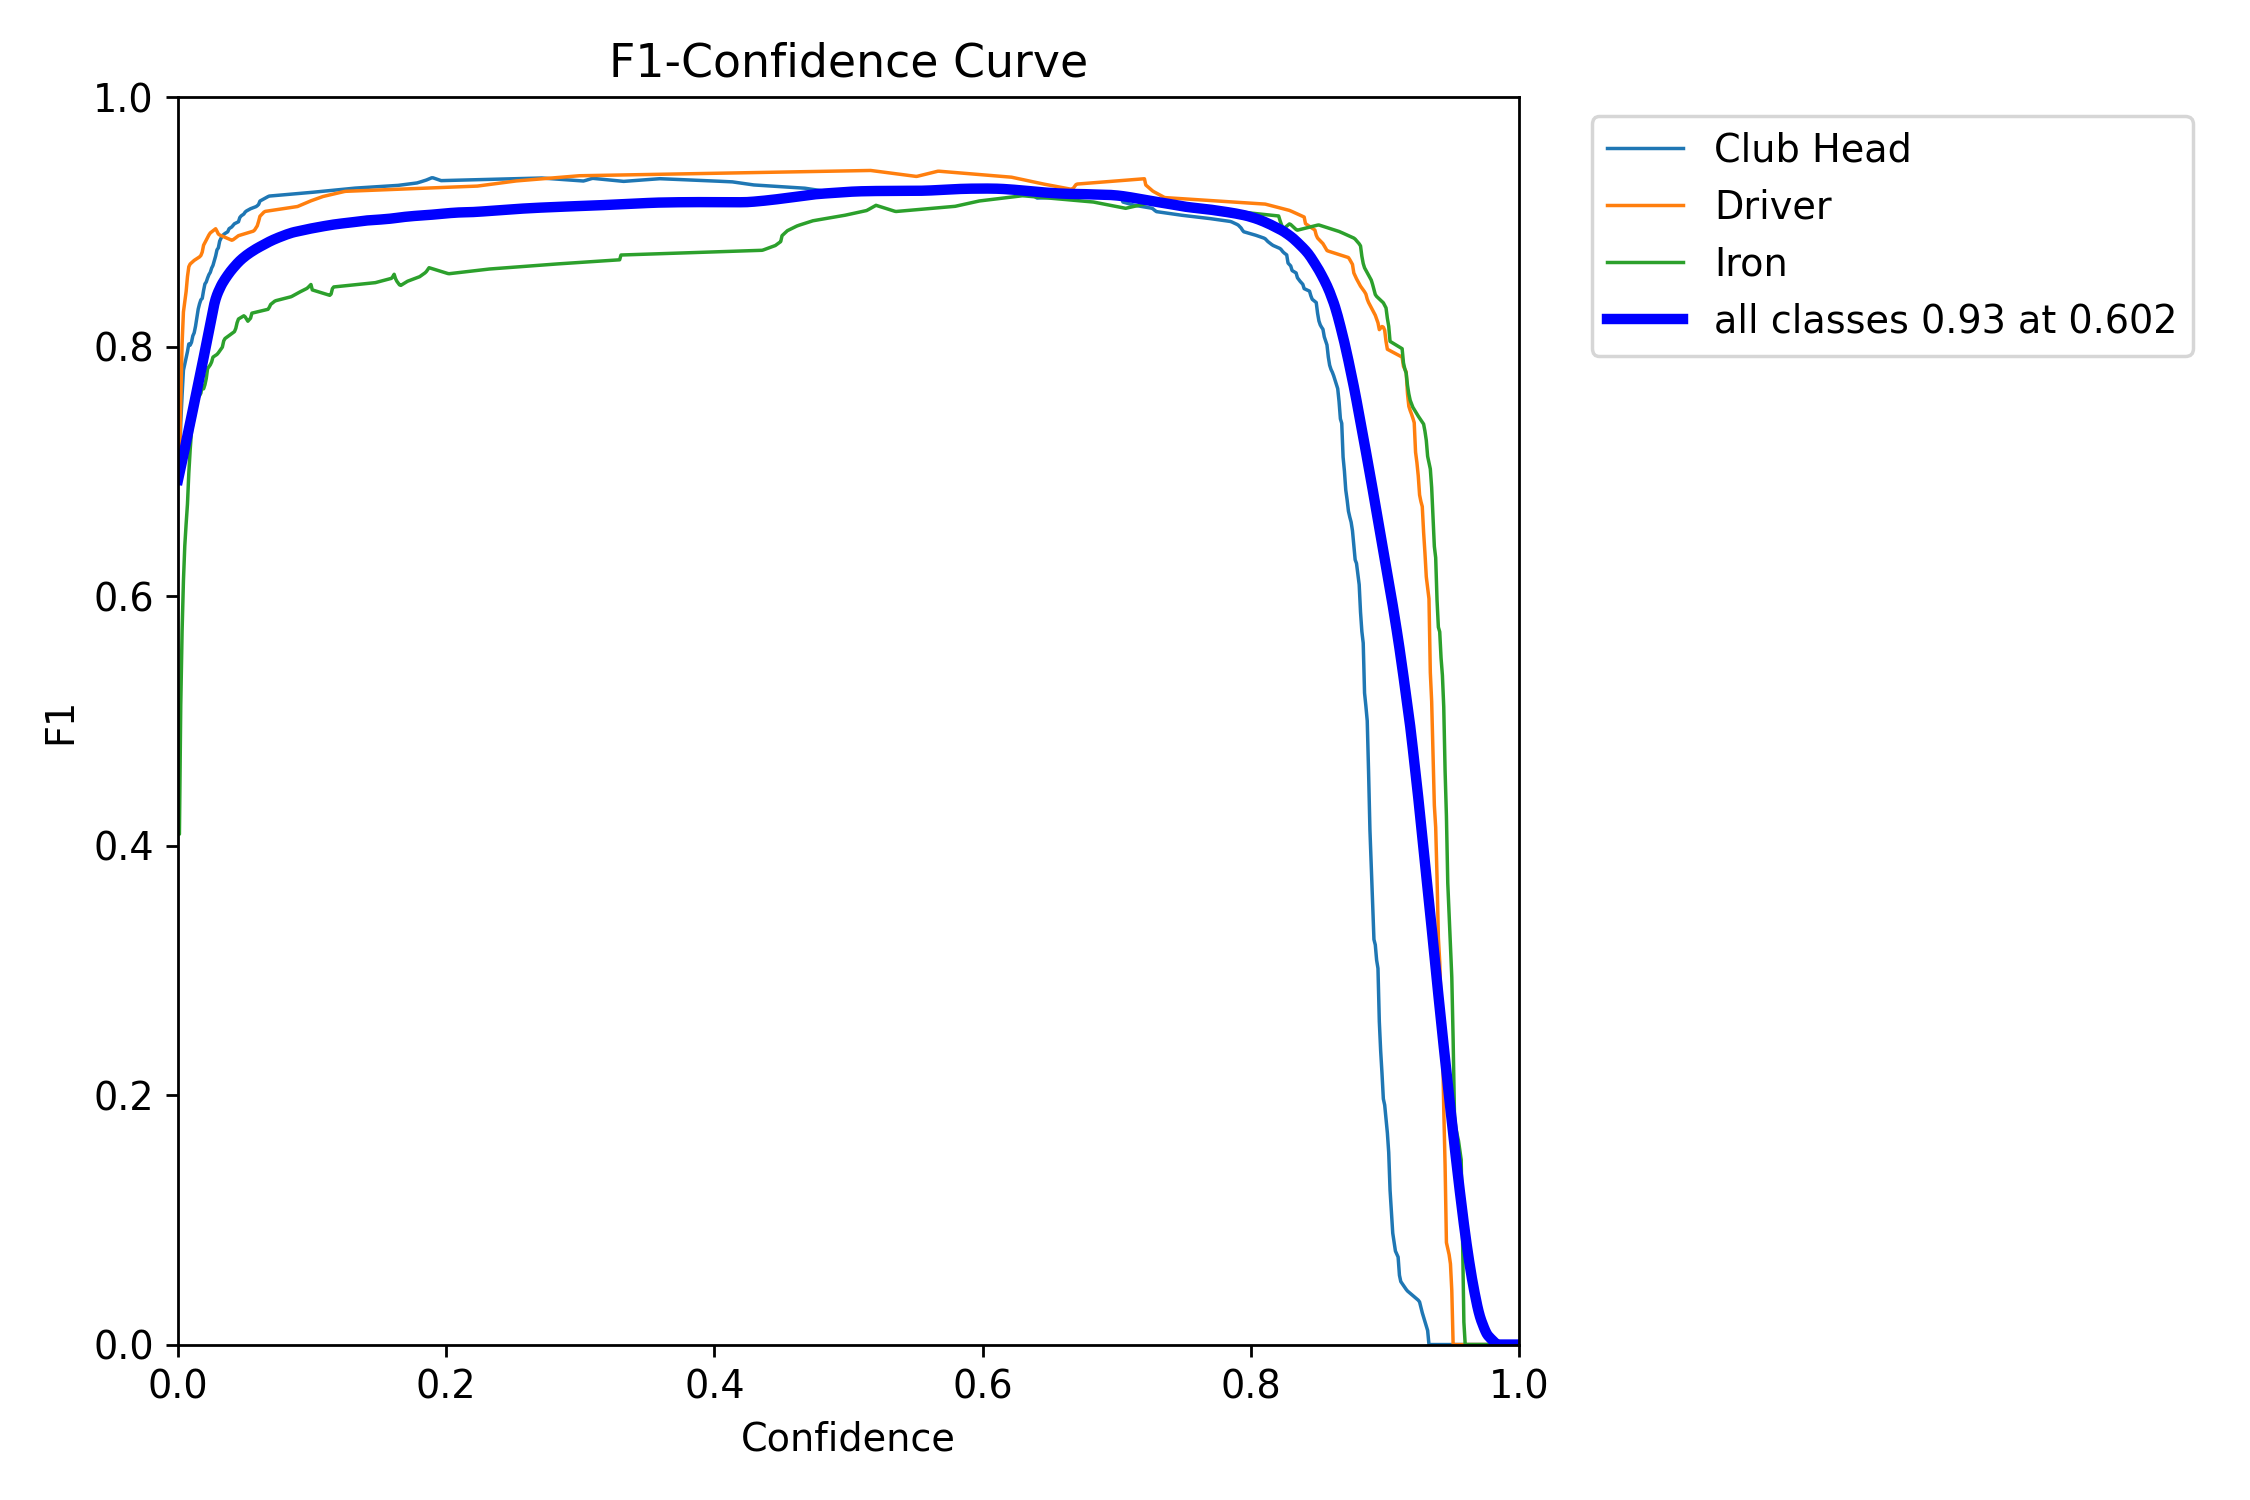 F1-Confidence Curve
1.0
0.8
0.6
0.4
0.2
0.0
F1
0.0 0.2 0.4 0.6 0.8 1.0
Confidence
Club Head
Driver
Iron
all classes 0.93 at 0.602